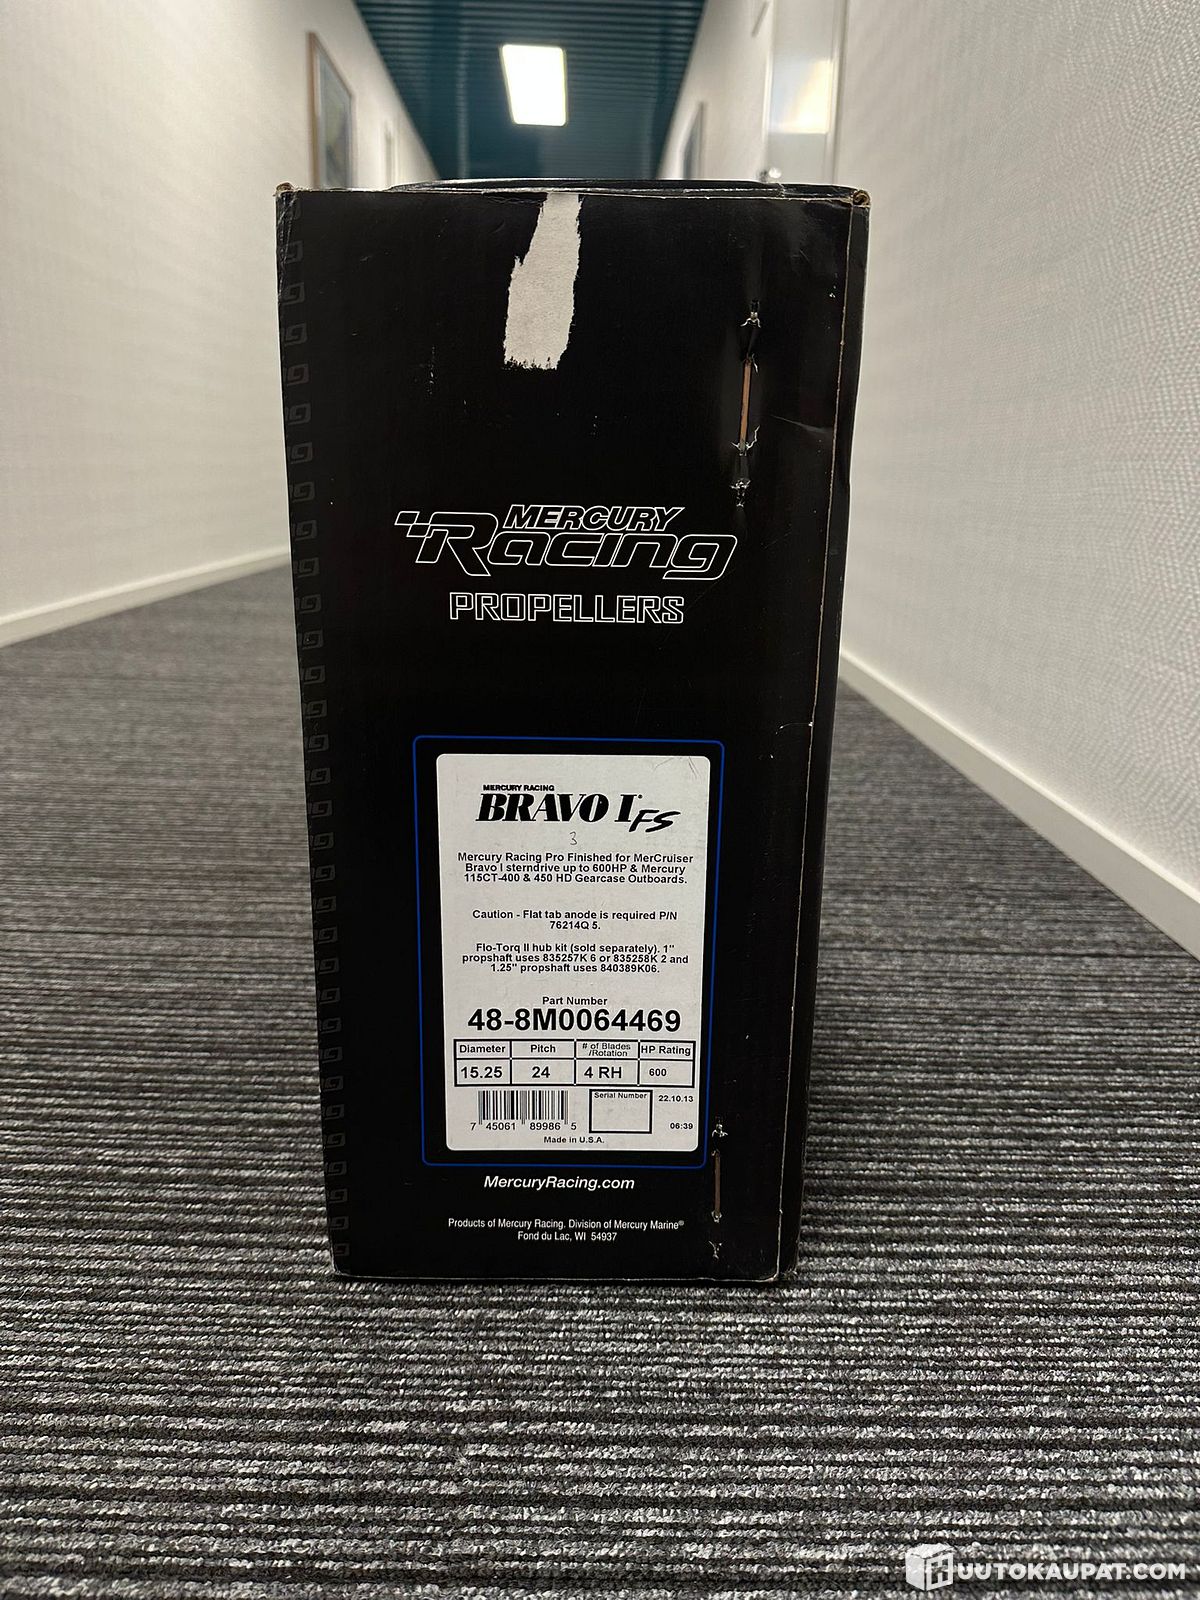 MERCURY
Racing
PROPELLERS
MERCURY RACING
BRAVO I FS
3
Mercury Racing Pro Finished for MerCruiser
Bravo I sterndrive up to 600HP & Mercury
115CT-400 & 450 HD Gearcase Outboards.
Caution - Flat tab anode is required P/N
76214Q 5.
Flo-Torq II hub kit (sold separately). 1"
propshaft uses 835257K 6 or 835258K 2 and
1.25" propshaft uses 840389K06.
Part Number
48-8M0064469
Diameter Pitch # of Blades /Rotation HP Rating
15.25 24 4 RH 600
Serial Number 22.10.13
7 45061 89986 5 06:39
Made in U.S.A.
MercuryRacing.com
Products of Mercury Racing. Division of Mercury Marine®
Fond du Lac, WI 54937
HUUTOKAUPAT.COM